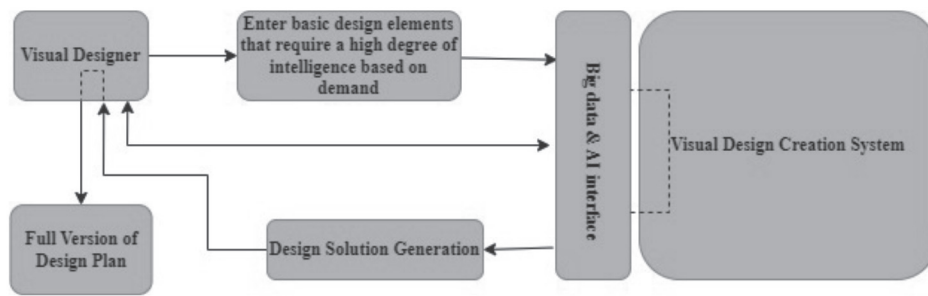 Visual Designer
Enter basic design elements
that require a high degree of
intelligence based on
demand
Big data & AI interface
Visual Design Creation System
Full Version of
Design Plan
Design Solution Generation